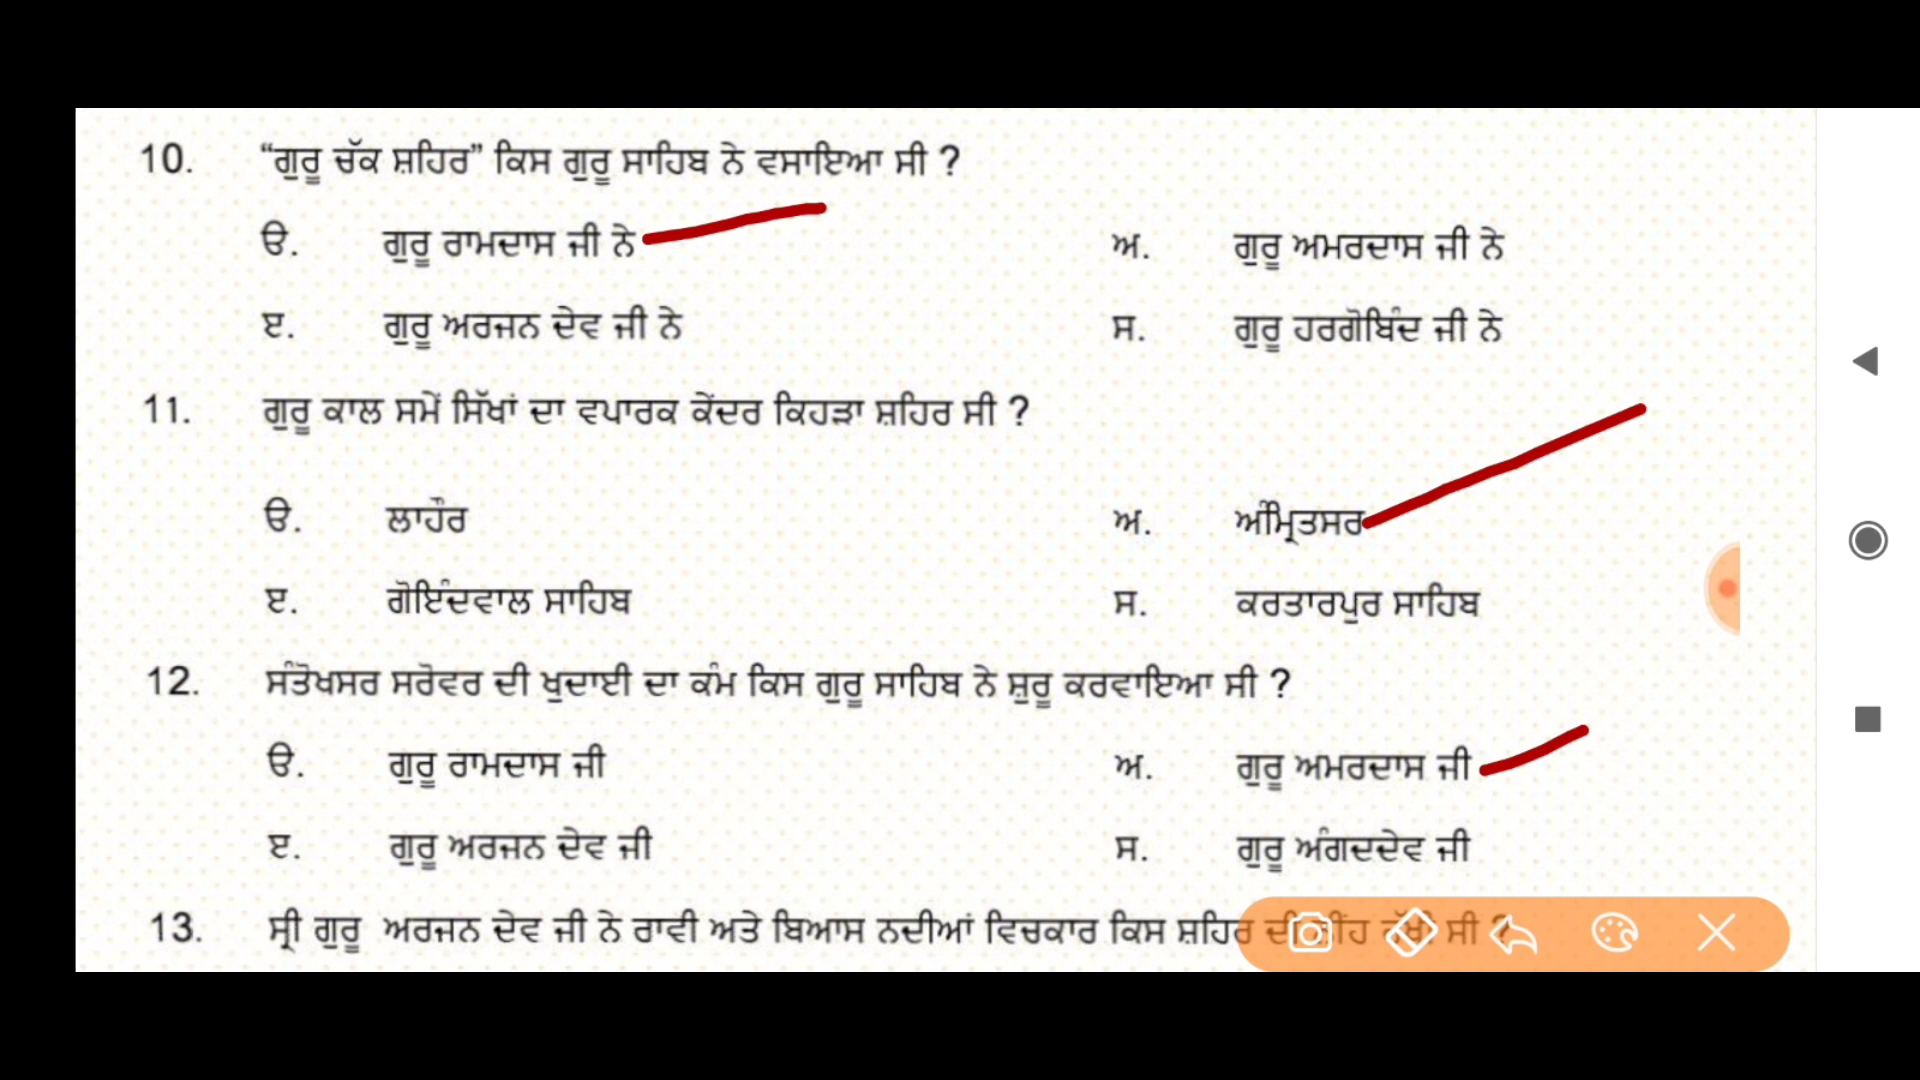 10. “ਗੁਰੂ ਚੱਕ ਸ਼ਹਿਰ” ਕਿਸ ਗੁਰੂ ਸਾਹਿਬ ਨੇ ਵਸਾਇਆ ਸੀ ?
ੳ. ਗੁਰੂ ਰਾਮਦਾਸ ਜੀ ਨੇ ਅ. ਗੁਰੂ ਅਮਰਦਾਸ ਜੀ ਨੇ
ੲ. ਗੁਰੂ ਅਰਜਨ ਦੇਵ ਜੀ ਨੇ ਸ. ਗੁਰੂ ਹਰਗੋਬਿੰਦ ਜੀ ਨੇ
11. ਗੁਰੂ ਕਾਲ ਸਮੇਂ ਸਿੱਖਾਂ ਦਾ ਵਪਾਰਕ ਕੇਂਦਰ ਕਿਹੜਾ ਸ਼ਹਿਰ ਸੀ ?
ੳ. ਲਾਹੌਰ ਅ. ਅੰਮ੍ਰਿਤਸਰ
ੲ. ਗੋਇੰਦਵਾਲ ਸਾਹਿਬ ਸ. ਕਰਤਾਰਪੁਰ ਸਾਹਿਬ
12. ਸੰਤੋਖਸਰ ਸਰੋਵਰ ਦੀ ਖੁਦਾਈ ਦਾ ਕੰਮ ਕਿਸ ਗੁਰੂ ਸਾਹਿਬ ਨੇ ਸ਼ੁਰੂ ਕਰਵਾਇਆ ਸੀ ?
ੳ. ਗੁਰੂ ਰਾਮਦਾਸ ਜੀ ਅ. ਗੁਰੂ ਅਮਰਦਾਸ ਜੀ
ੲ. ਗੁਰੂ ਅਰਜਨ ਦੇਵ ਜੀ ਸ. ਗੁਰੂ ਅੰਗਦਦੇਵ ਜੀ
13. ਸ੍ਰੀ ਗੁਰੂ ਅਰਜਨ ਦੇਵ ਜੀ ਨੇ ਰਾਵੀ ਅਤੇ ਬਿਆਸ ਨਦੀਆਂ ਵਿਚਕਾਰ ਕਿਸ ਸ਼ਹਿਰ ਦੀ ਸੀ ?